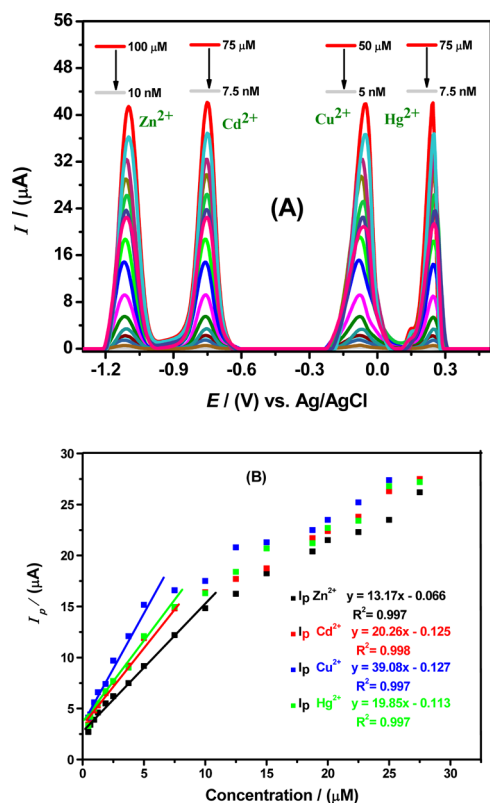 56
48
40
32
24
16
8
0
I / (μA)
100 μM
75 μM
50 μM
75 μM
10 nM
7.5 nM
5 nM
7.5 nM
Zn2+
Cd2+
Cu2+
Hg2+
(A)
-1.2 -0.9 -0.6 -0.3 0.0 0.3
E / (V) vs. Ag/AgCl
(B)
30
25
20
15
10
5
0
Ip / (μA)
Ip Zn2+ y = 13.17x - 0.066
R2= 0.997
Ip Cd2+ y = 20.26x - 0.125
R2= 0.998
Ip Cu2+ y = 39.08x - 0.127
R2= 0.997
Ip Hg2+ y = 19.85x - 0.113
R2= 0.997
0 5 10 15 20 25 30
Concentration / (μM)